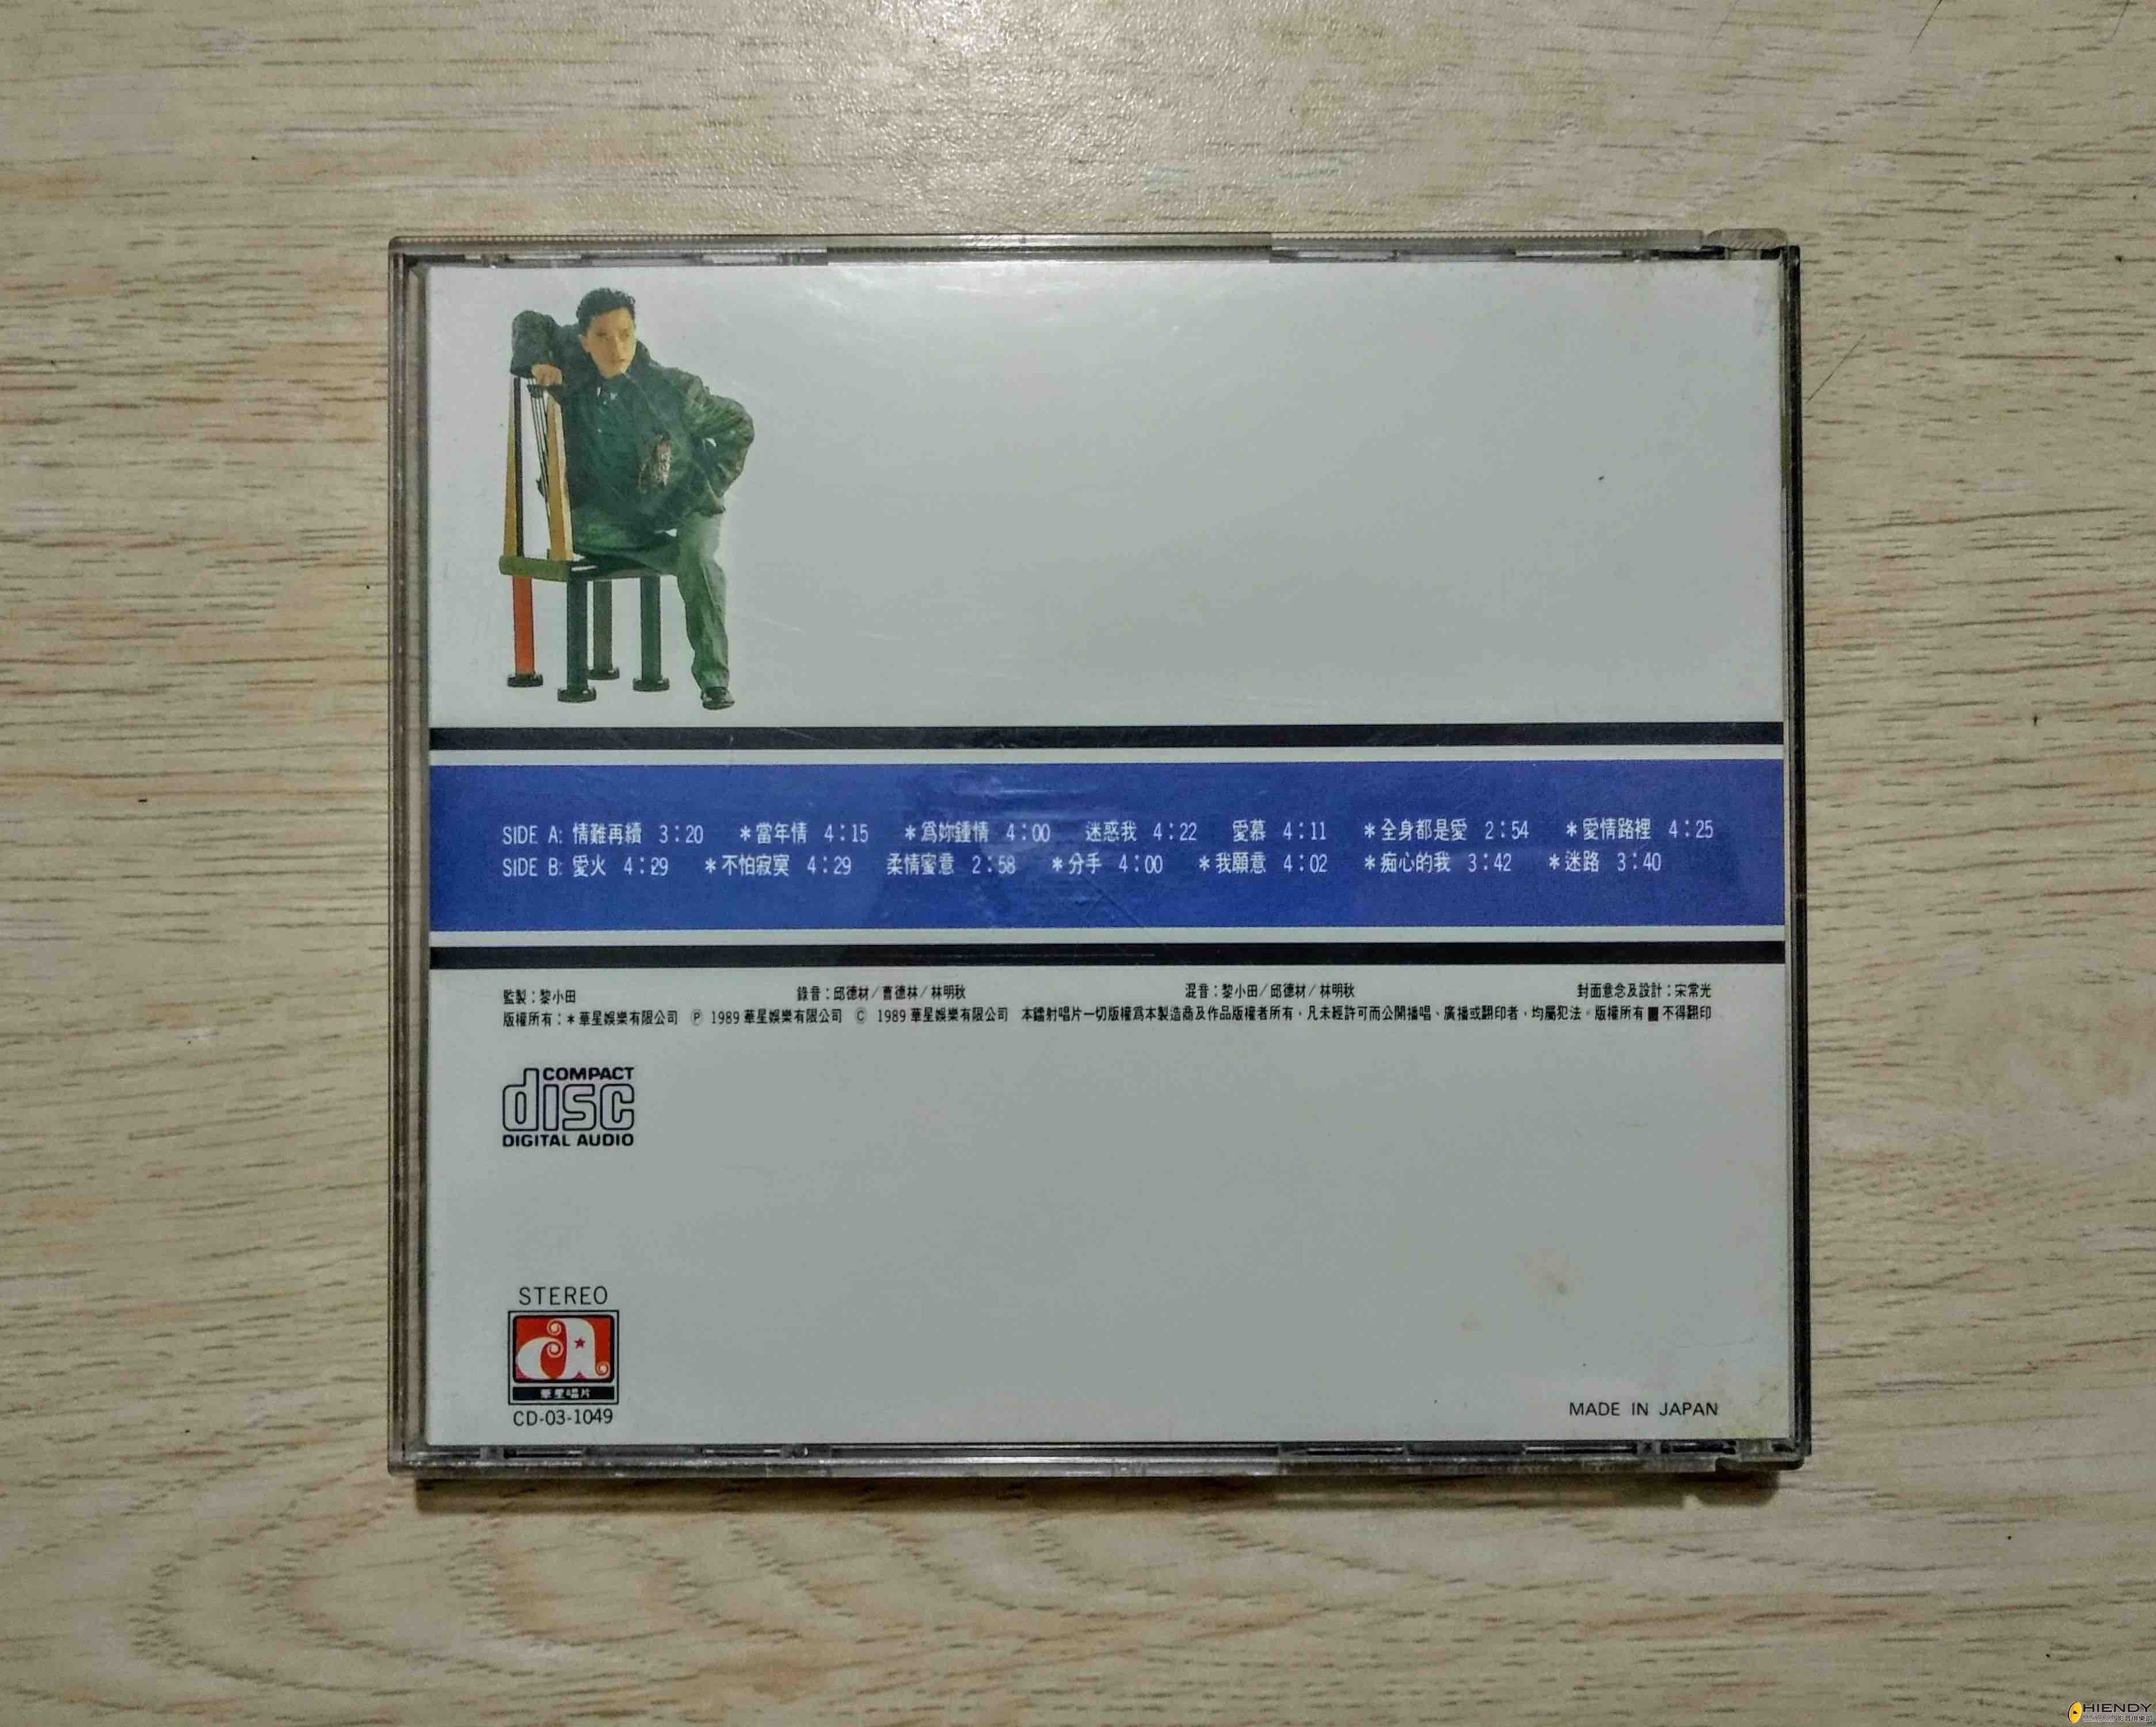 SIDE A: 情難再續 3:20 *當年情 4:15 *爲妳鍾情 4:00 迷惑我 4:22 愛慕 4:11 *全身都是愛 2:54 *愛情路裡 4:25
SIDE B: 愛火 4:29 *不怕寂寞 4:29 柔情蜜意 2:58 *分手 4:00 *我願意 4:02 *痴心的我 3:42 *迷路 3:40
監製:黎小田 錄音:邱德材/曹德林/林明秋 混音:黎小田/邱德材/林明秋 封面意念及設計:宋常光
版權所有:*華星娛樂有限公司 Ⓟ 1989 華星娛樂有限公司 © 1989 華星娛樂有限公司 本鐳射唱片一切版權爲本製造商及作品版權者所有,凡未經許可而公開播唱、廣播或翻印者,均屬犯法。版權所有■不得翻印
COMPACT
disc
DIGITAL AUDIO
STEREO
a
華星唱片
CD-03-1049
MADE IN JAPAN
HIENDY